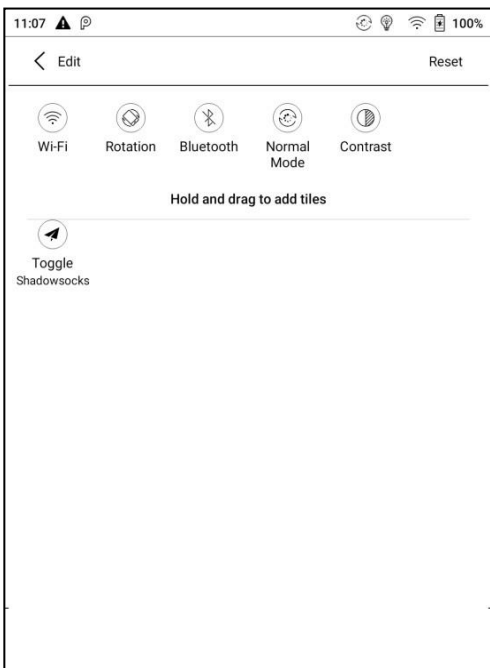 11:07 100%
Edit Reset
Wi-Fi Rotation Bluetooth Normal Mode Contrast
Hold and drag to add tiles
Toggle
Shadowsocks